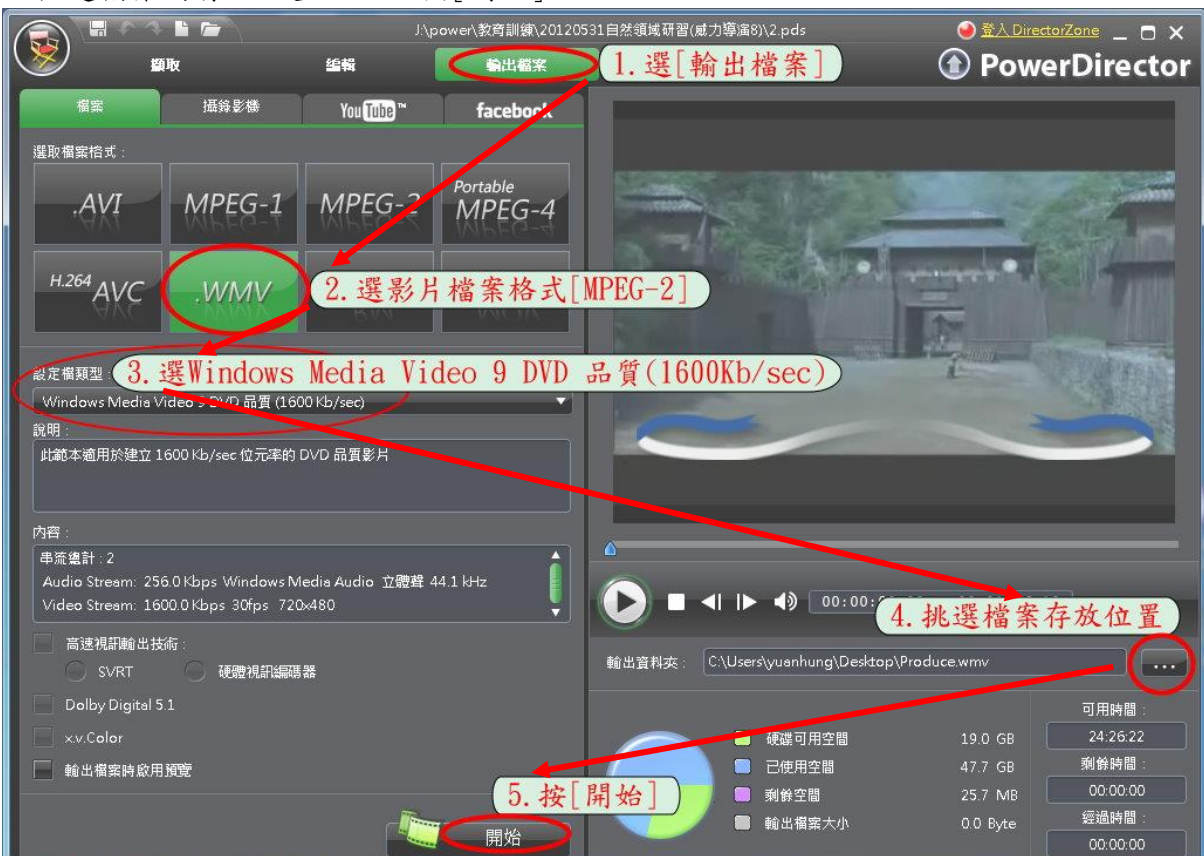 J:\power\教育訓練\20120531自然領域研習(威力導演8)\2.pds
登入 DirectorZone
擷取
編輯
輸出檔案
1.選[輸出檔案]
PowerDirector
檔案
攝錄影機
You Tube™
facebook
選取檔案格式：
.AVI
MPEG-1
MPEG-2
Portable MPEG-4
H.264 AVC
.WMV
2.選影片檔案格式[MPEG-2]
設定檔類型
3.選Windows Media Video 9 DVD 品質(1600Kb/sec)
Windows Media Video 9 DVD 品質 (1600 Kb/sec)
說明：
此範本適用於建立 1600 Kb/sec 位元率的 DVD 品質影片
內容：
串流總計：2
Audio Stream: 256.0 Kbps Windows Media Audio 立體聲 44.1 kHz
Video Stream: 1600.0 Kbps 30fps 720x480
00:00:
4.挑選檔案存放位置
高速視訊輸出技術：
SVRT
硬體視訊編碼器
Dolby Digital 5.1
x.v.Color
輸出檔案時啟用預覽
輸出資料夾：
C:\Users\yuanhung\Desktop\Produce.wmv
...
硬碟可用空間 19.0 GB
已使用空間 47.7 GB
剩餘空間 25.7 MB
輸出檔案大小 0.0 Byte
可用時間：
24:26:22
剩餘時間：
00:00:00
經過時間：
00:00:00
5.按[開始]
開始